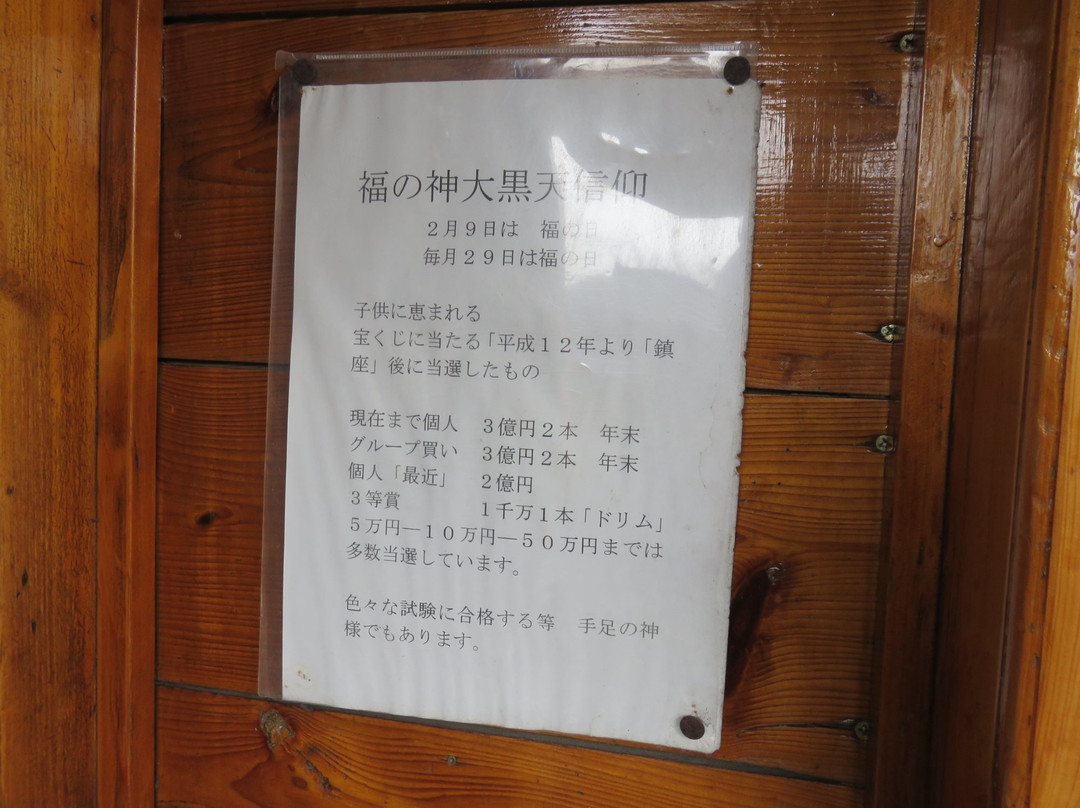 福の神大黒天信仰
２月９日は　福の日
毎月２９日は福の日
子供に恵まれる
宝くじに当たる「平成１２年より「鎮
座」後に当選したもの
現在まで個人　３億円２本　年末
グループ買い　３億円２本　年末
個人「最近」　２億円
３等賞　　　　１千万１本「ドリム」
５万円―１０万円―５０万円までは
多数当選しています。
色々な試験に合格する等　手足の神
様でもあります。